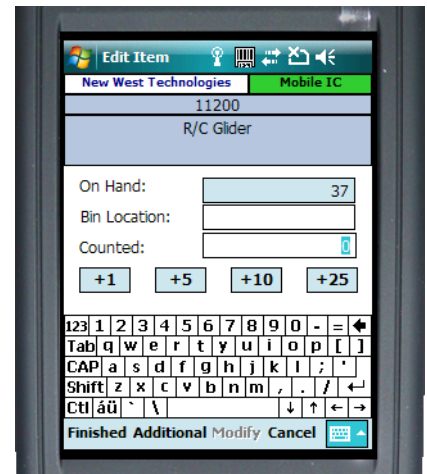 Edit Item
New West Technologies Mobile IC
11200
R/C Glider
On Hand: 37
Bin Location:
Counted: 0
+1 +5 +10 +25
123 1 2 3 4 5 6 7 8 9 0 - =
Tab q w e r t y u i o p [ ]
CAP a s d f g h j k l ; '
Shift z x c v b n m , . /
Ctl áü ` \ ↓ ↑ ← →
Finished Additional Modify Cancel